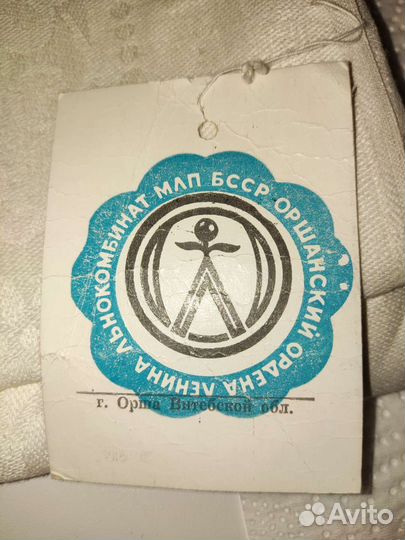 МЛП БССР ОРШАНСКИЙ ОРДЕНА ЛЕНИНА ЛЬНОКОМБИНАТ
г. Орша Витебской обл.
Avito